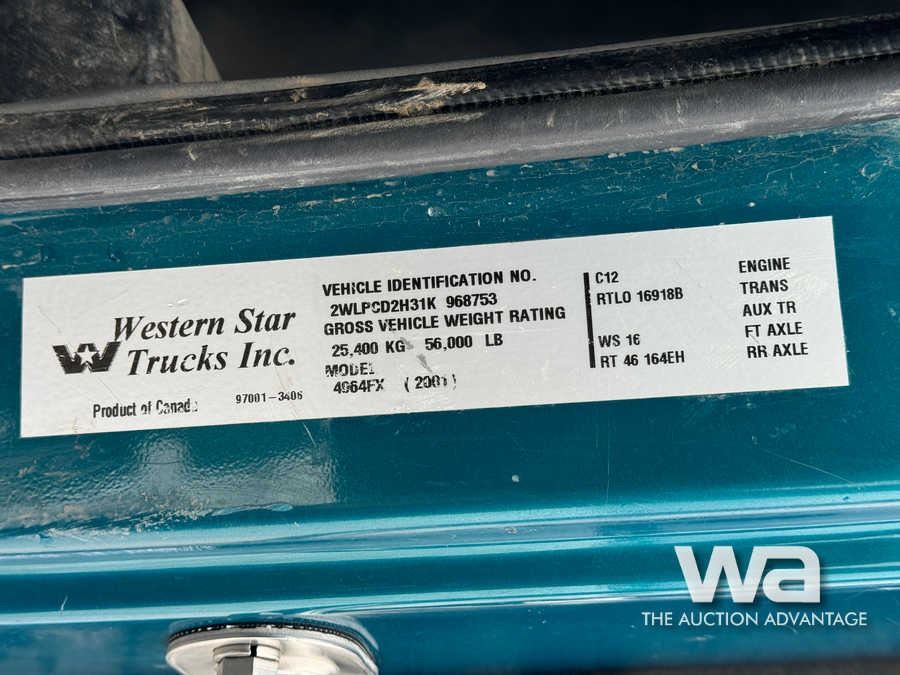 Western Star
Trucks Inc.
Product of Canada
97001-3406
VEHICLE IDENTIFICATION NO.
2WLPCD2H31K 968753
GROSS VEHICLE WEIGHT RATING
25,400 KG 56,000 LB
MODEL
4964FX (2001)
C12 ENGINE
RTLO 16918B TRANS
AUX TR
WS 16 FT AXLE
RT 46 164EH RR AXLE
wa
THE AUCTION ADVANTAGE